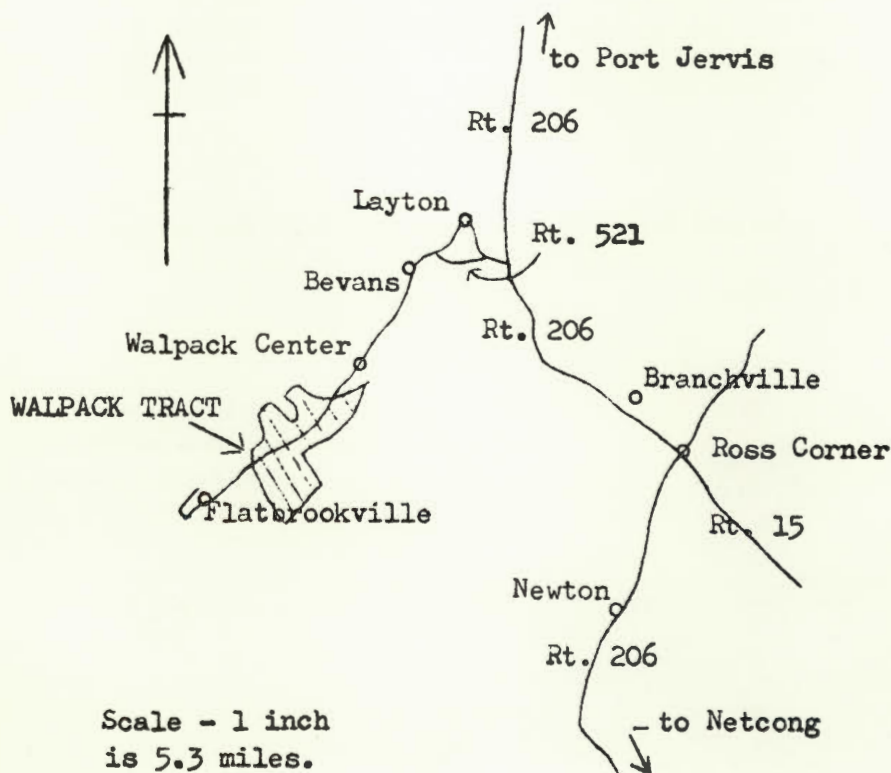 to Port Jervis
Rt. 206
Layton
Rt. 521
Bevans
Rt. 206
Walpack Center
Branchville
WALPACK TRACT
Ross Corner
Flatbrookville
Rt. 15
Newton
Rt. 206
to Netcong
Scale - 1 inch
is 5.3 miles.